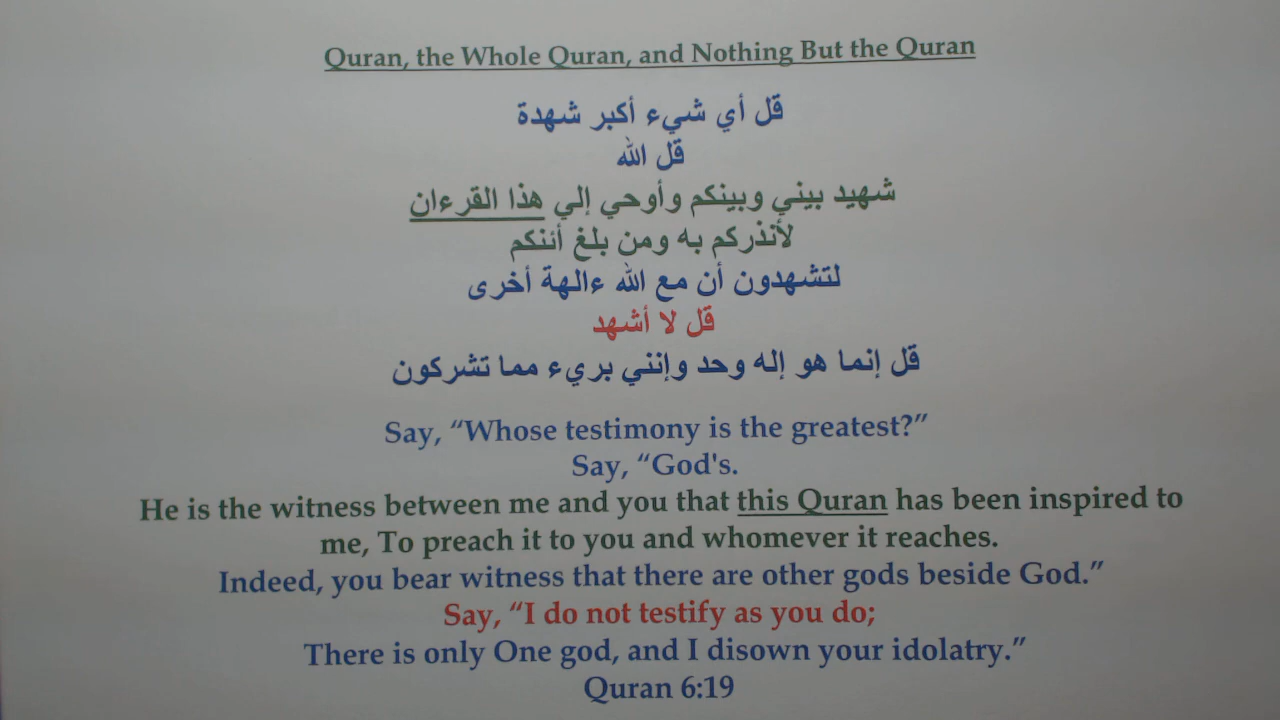 Quran, the Whole Quran, and Nothing But the Quran
قل أي شيء أكبر شهدة
قل الله
شهيد بيني وبينكم وأوحي إلي هذا القرءان
لأنذركم به ومن بلغ أئنكم
لتشهدون أن مع الله ءالهة أخرى
قل لا أشهد
قل إنما هو إله وحد وإنني بريء مما تشركون
Say, “Whose testimony is the greatest?”
Say, “God's.
He is the witness between me and you that this Quran has been inspired to
me, To preach it to you and whomever it reaches.
Indeed, you bear witness that there are other gods beside God.”
Say, “I do not testify as you do;
There is only One god, and I disown your idolatry.”
Quran 6:19